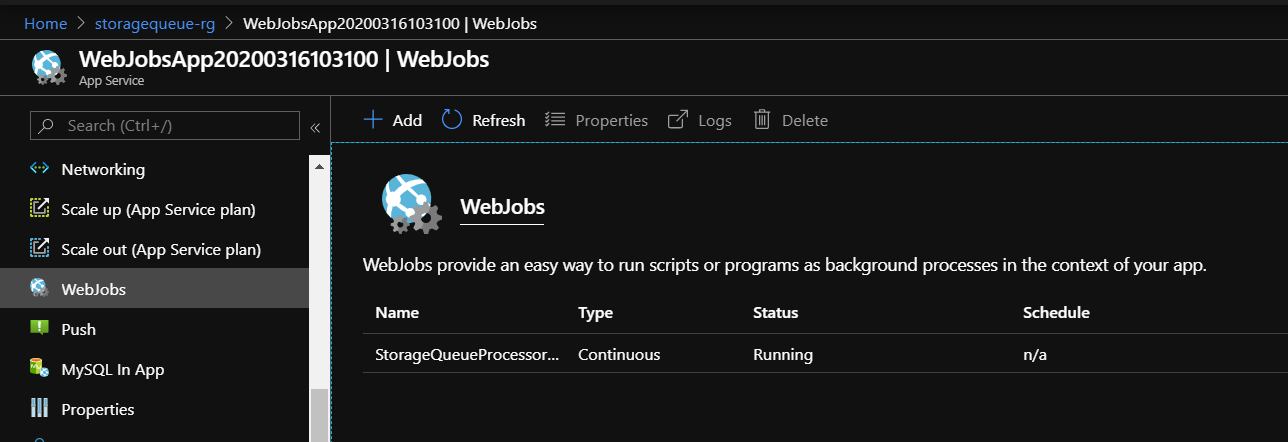 Home > storagequeue-rg > WebJobsApp20200316103100 | WebJobs
WebJobsApp20200316103100 | WebJobs
App Service
Search (Ctrl+/)
«
Networking
Scale up (App Service plan)
Scale out (App Service plan)
WebJobs
Push
MySQL In App
Properties
Add Refresh Properties Logs Delete
WebJobs
WebJobs provide an easy way to run scripts or programs as background processes in the context of your app.
Name Type Status Schedule
StorageQueueProcessor... Continuous Running n/a